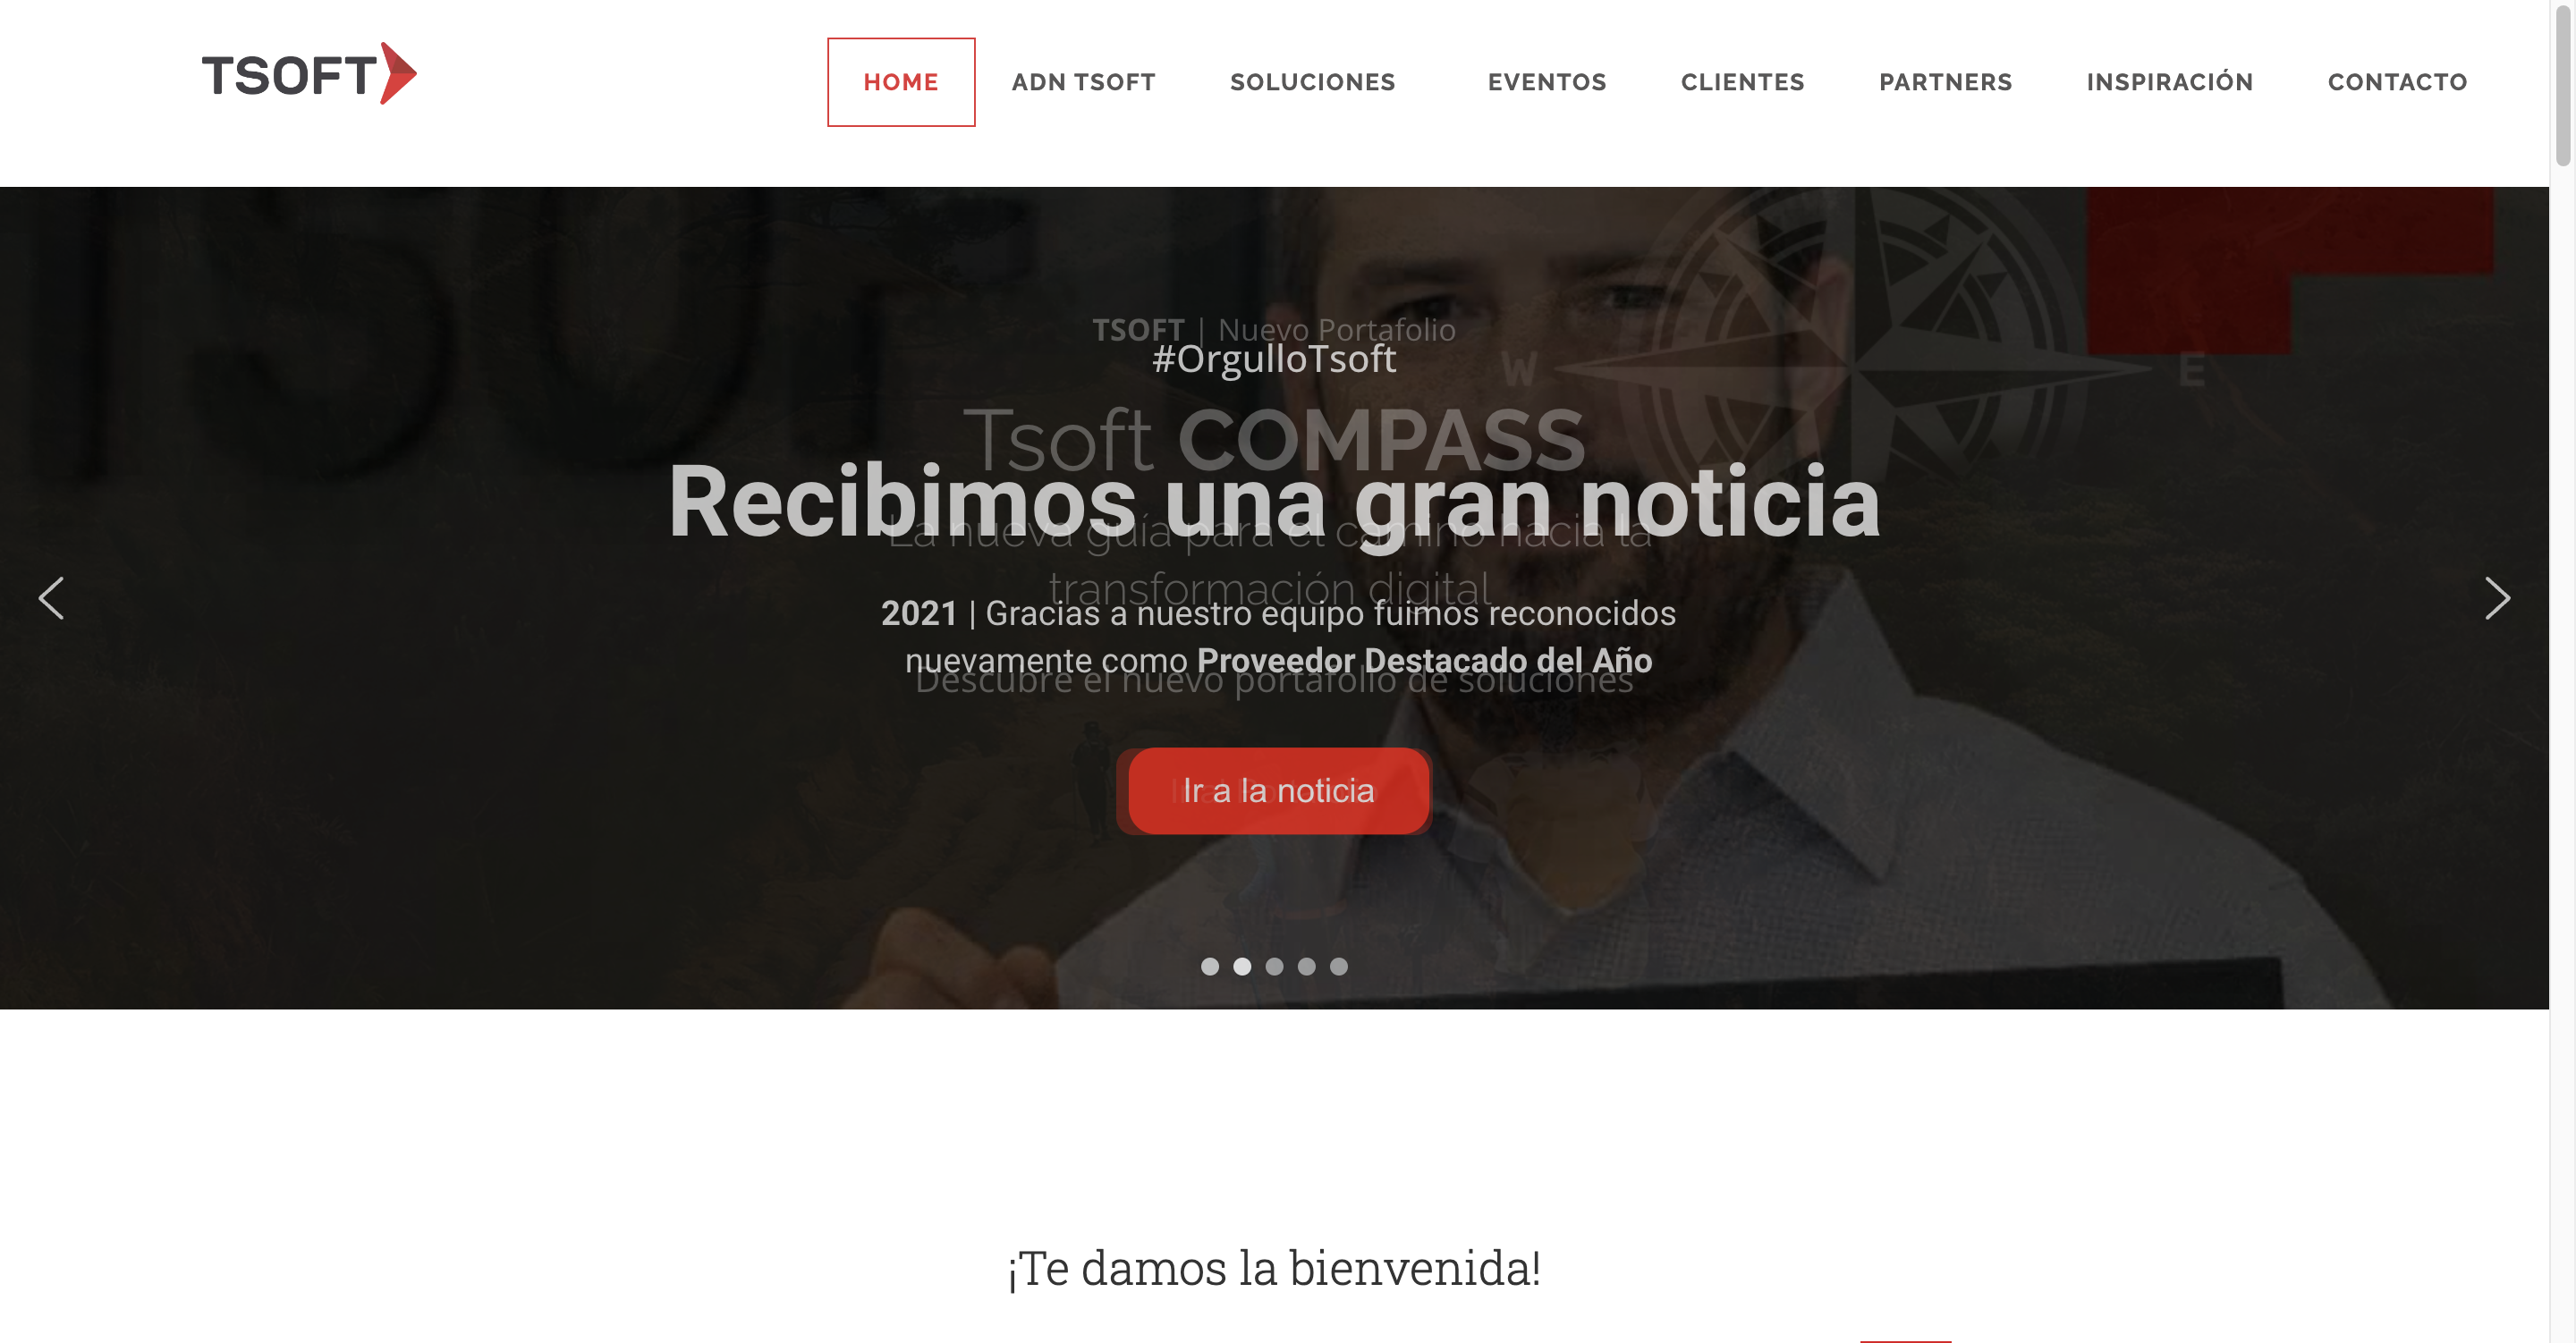 TSOFT
HOME ADN TSOFT SOLUCIONES EVENTOS CLIENTES PARTNERS INSPIRACIÓN CONTACTO
TSOFT | Nuevo Portafolio
#OrgulloTsoft
W E
Tsoft COMPASS
Recibimos una gran noticia
La nueva guía para el camino hacia la
transformación digital
2021 | Gracias a nuestro equipo fuimos reconocidos
nuevamente como Proveedor Destacado del Año
Descubre el nuevo portafolio de soluciones
Ir a la noticia
¡Te damos la bienvenida!